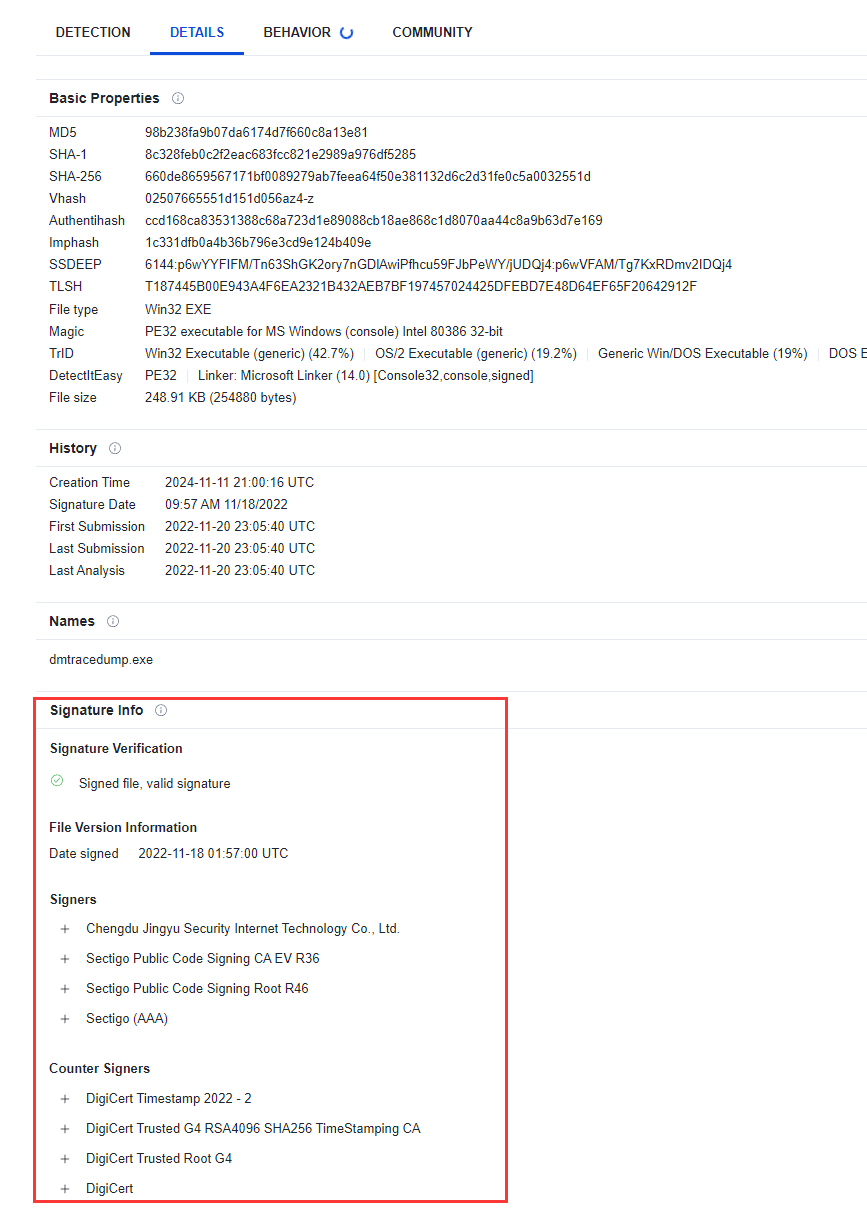 DETECTION DETAILS BEHAVIOR COMMUNITY
Basic Properties
MD5 98b238fa9b07da6174d7f660c8a13e81
SHA-1 8c328feb0c2f2eac683fcc821e2989a976df5285
SHA-256 660de8659567171bf0089279ab7feea64f50e381132d6c2d31fe0c5a0032551d
Vhash 02507665551d151d056az4-z
Authentihash ccd168ca83531388c68a723d1e89088cb18ae868c1d8070aa44c8a9b63d7e169
Imphash 1c331dfb0a4b36b796e3cd9e124b409e
SSDEEP 6144:p6wYYFIFM/Tn63ShGK2ory7nGDlAwiPfhcu59FJbPeWY/jUDQj4:p6wVFAM/Tg7KxRDmv2IDQj4
TLSH T187445B00E943A4F6EA2321B432AEB7BF197457024425DFEBD7E48D64EF65F20642912F
File type Win32 EXE
Magic PE32 executable for MS Windows (console) Intel 80386 32-bit
TrID Win32 Executable (generic) (42.7%) OS/2 Executable (generic) (19.2%) Generic Win/DOS Executable (19%) DOS E
DetectItEasy PE32 Linker: Microsoft Linker (14.0) [Console32,console,signed]
File size 248.91 KB (254880 bytes)
History
Creation Time 2024-11-11 21:00:16 UTC
Signature Date 09:57 AM 11/18/2022
First Submission 2022-11-20 23:05:40 UTC
Last Submission 2022-11-20 23:05:40 UTC
Last Analysis 2022-11-20 23:05:40 UTC
Names
dmtracedump.exe
Signature Info
Signature Verification
Signed file, valid signature
File Version Information
Date signed 2022-11-18 01:57:00 UTC
Signers
+ Chengdu Jingyu Security Internet Technology Co., Ltd.
+ Sectigo Public Code Signing CA EV R36
+ Sectigo Public Code Signing Root R46
+ Sectigo (AAA)
Counter Signers
+ DigiCert Timestamp 2022 - 2
+ DigiCert Trusted G4 RSA4096 SHA256 TimeStamping CA
+ DigiCert Trusted Root G4
+ DigiCert